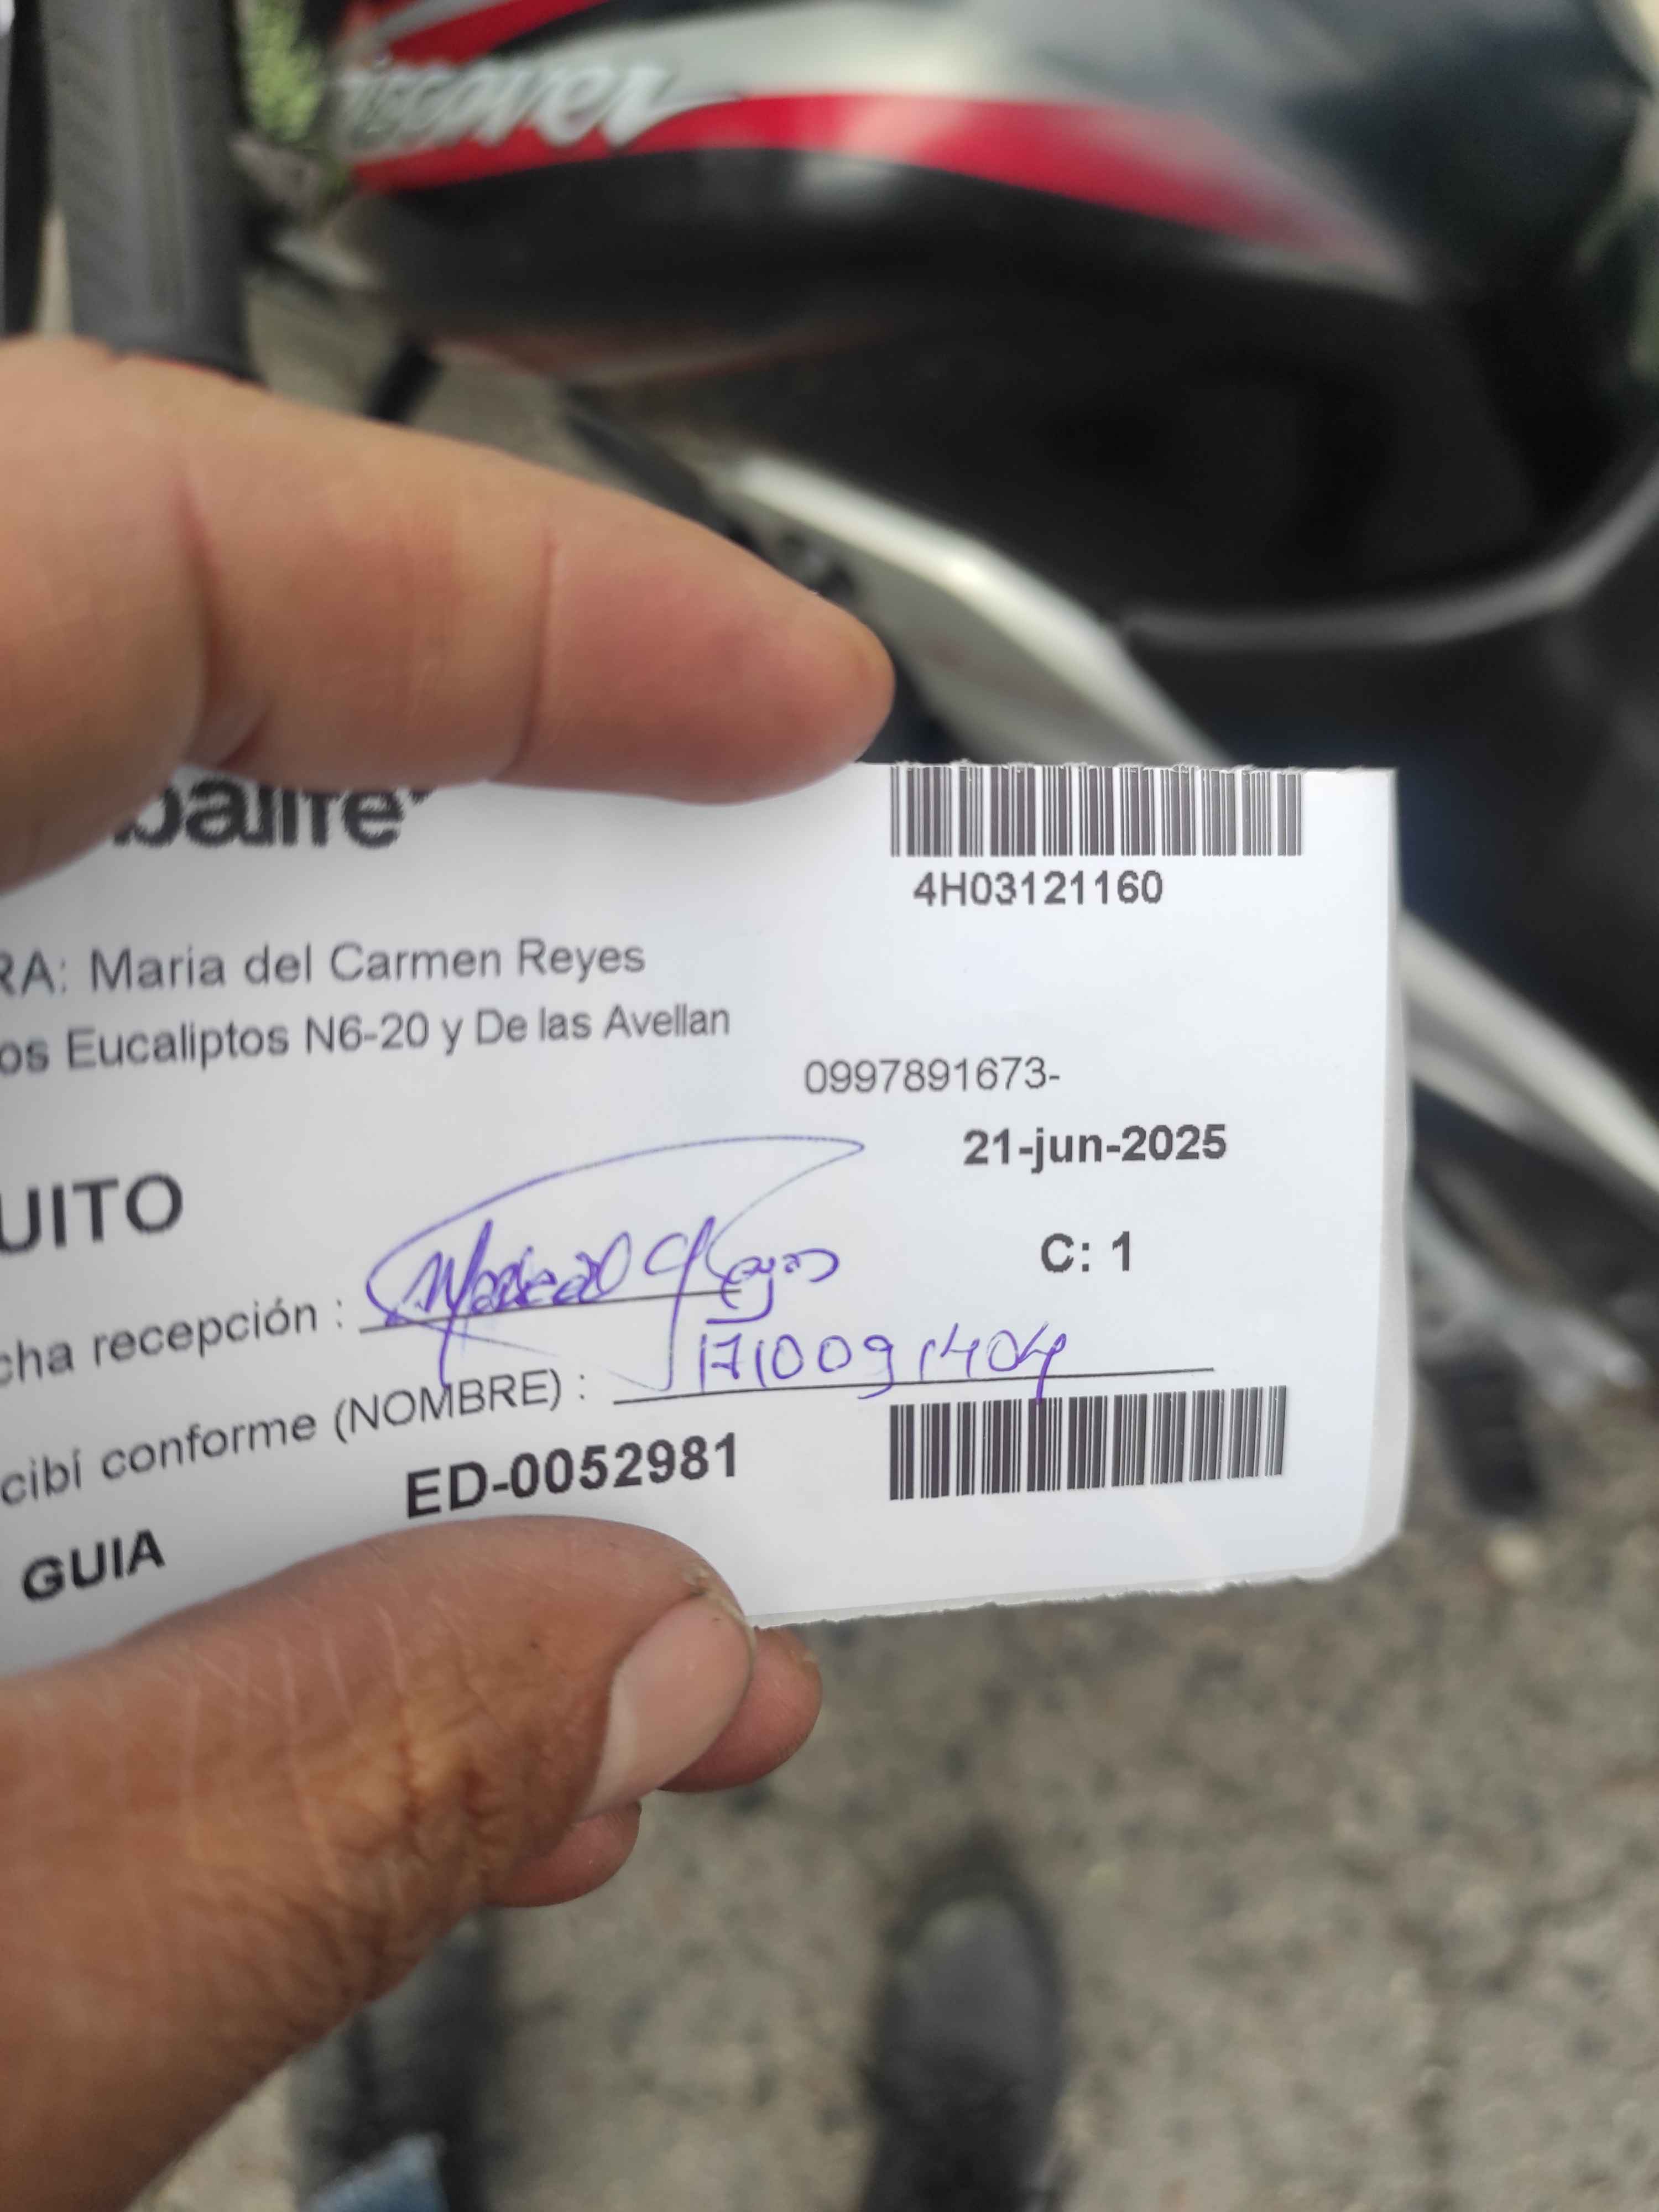 Discover
balife
4H03121160
RA: Maria del Carmen Reyes
os Eucaliptos N6-20 y De las Avellan
0997891673-
21-jun-2025
UITO
C: 1
cha recepción :
1710091404
cibí conforme (NOMBRE) :
ED-0052981
GUIA